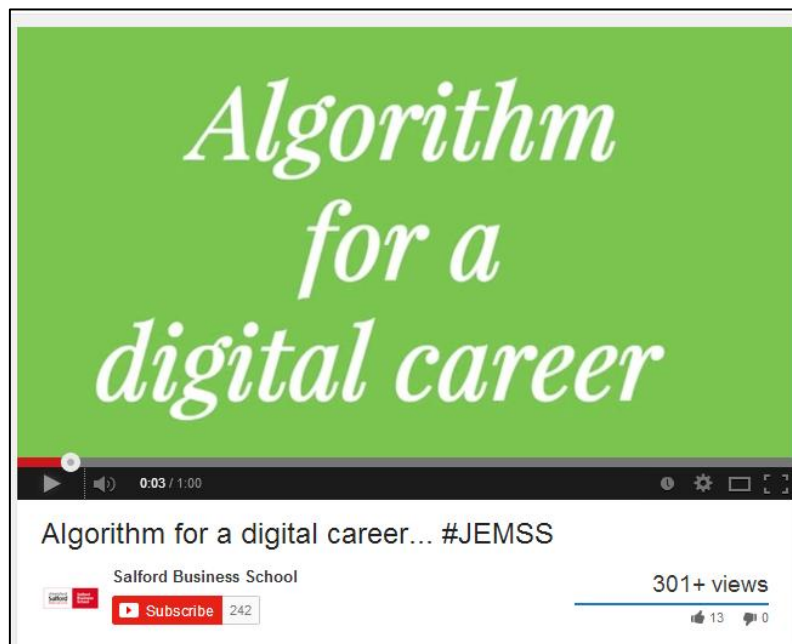 Algorithm
for a
digital career
0:03 / 1:00
Algorithm for a digital career... #JEMSS
Salford Business School
Subscribe 242
301+ views
13 0